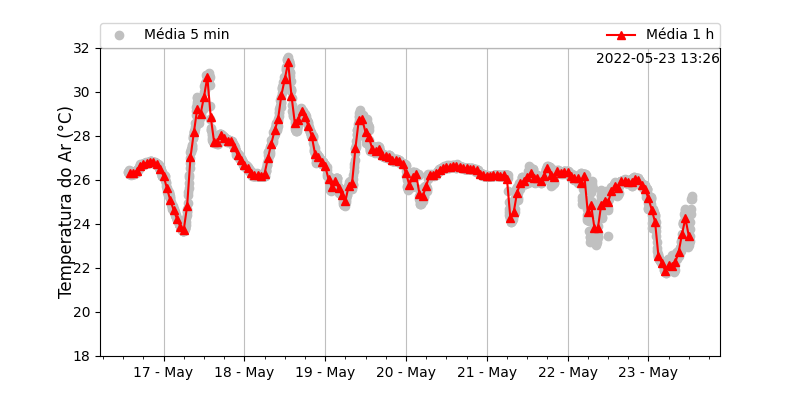 Média 5 min
Média 1 h
2022-05-23 13:26
Temperatura do Ar (°C)
32
30
28
26
24
22
20
18
17 - May
18 - May
19 - May
20 - May
21 - May
22 - May
23 - May